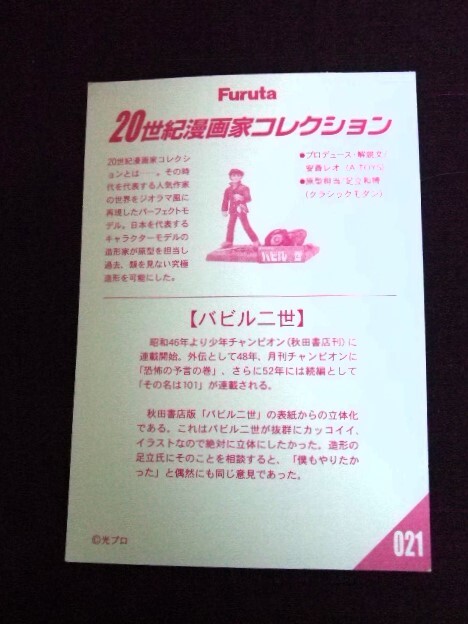 Furuta
20世紀漫画家コレクション
20世紀漫画家コレクシ
ョンとは──。その時
代を代表する人気作家
の世界をジオラマ風に
再現したパーフェクトモ
デル。日本を代表する
キャラクターモデルの
造形家が原型を担当し
過去、類を見ない究極
造形を可能にした。
●プロデュース・解説文/
●原型担当/足立和博
(クラシックモダン)
バビル二世
【バビル二世】
昭和46年より少年チャンピオン(秋田書店刊)に
連載開始。外伝として48年、月刊チャンピオンに
「恐怖の予言の巻」、さらに52年には続編として
「その名は101」が連載される。
秋田書店版「バビル二世」の表紙からの立体化
である。これはバビル二世が抜群にカッコイイ、
イラストなので絶対に立体にしたかった。造形の
足立氏にそのことを相談すると、「僕もやりたか
った」と偶然にも同じ意見であった。
©光プロ
021